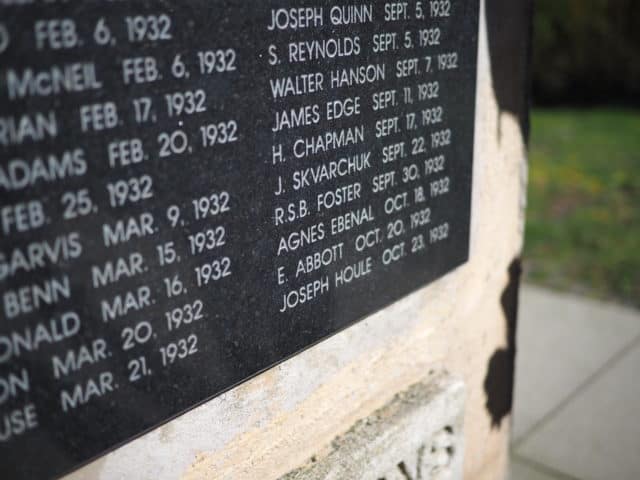 FEB. 6, 1932
McNEIL FEB. 6, 1932
RIAN FEB. 17, 1932
ADAMS FEB. 20, 1932
FEB. 25, 1932
GARVIS MAR. 9, 1932
BENN MAR. 15, 1932
ONALD MAR. 16, 1932
ON MAR. 20, 1932
USE MAR. 21, 1932
JOSEPH QUINN SEPT. 5, 1932
S. REYNOLDS SEPT. 5, 1932
WALTER HANSON SEPT. 7, 1932
JAMES EDGE SEPT. 11, 1932
H. CHAPMAN SEPT. 17, 1932
J. SKVARCHUK SEPT. 22, 1932
R.S.B. FOSTER SEPT. 30, 1932
AGNES EBENAL OCT. 18, 1932
E. ABBOTT OCT. 20, 1932
JOSEPH HOULE OCT. 23, 1932